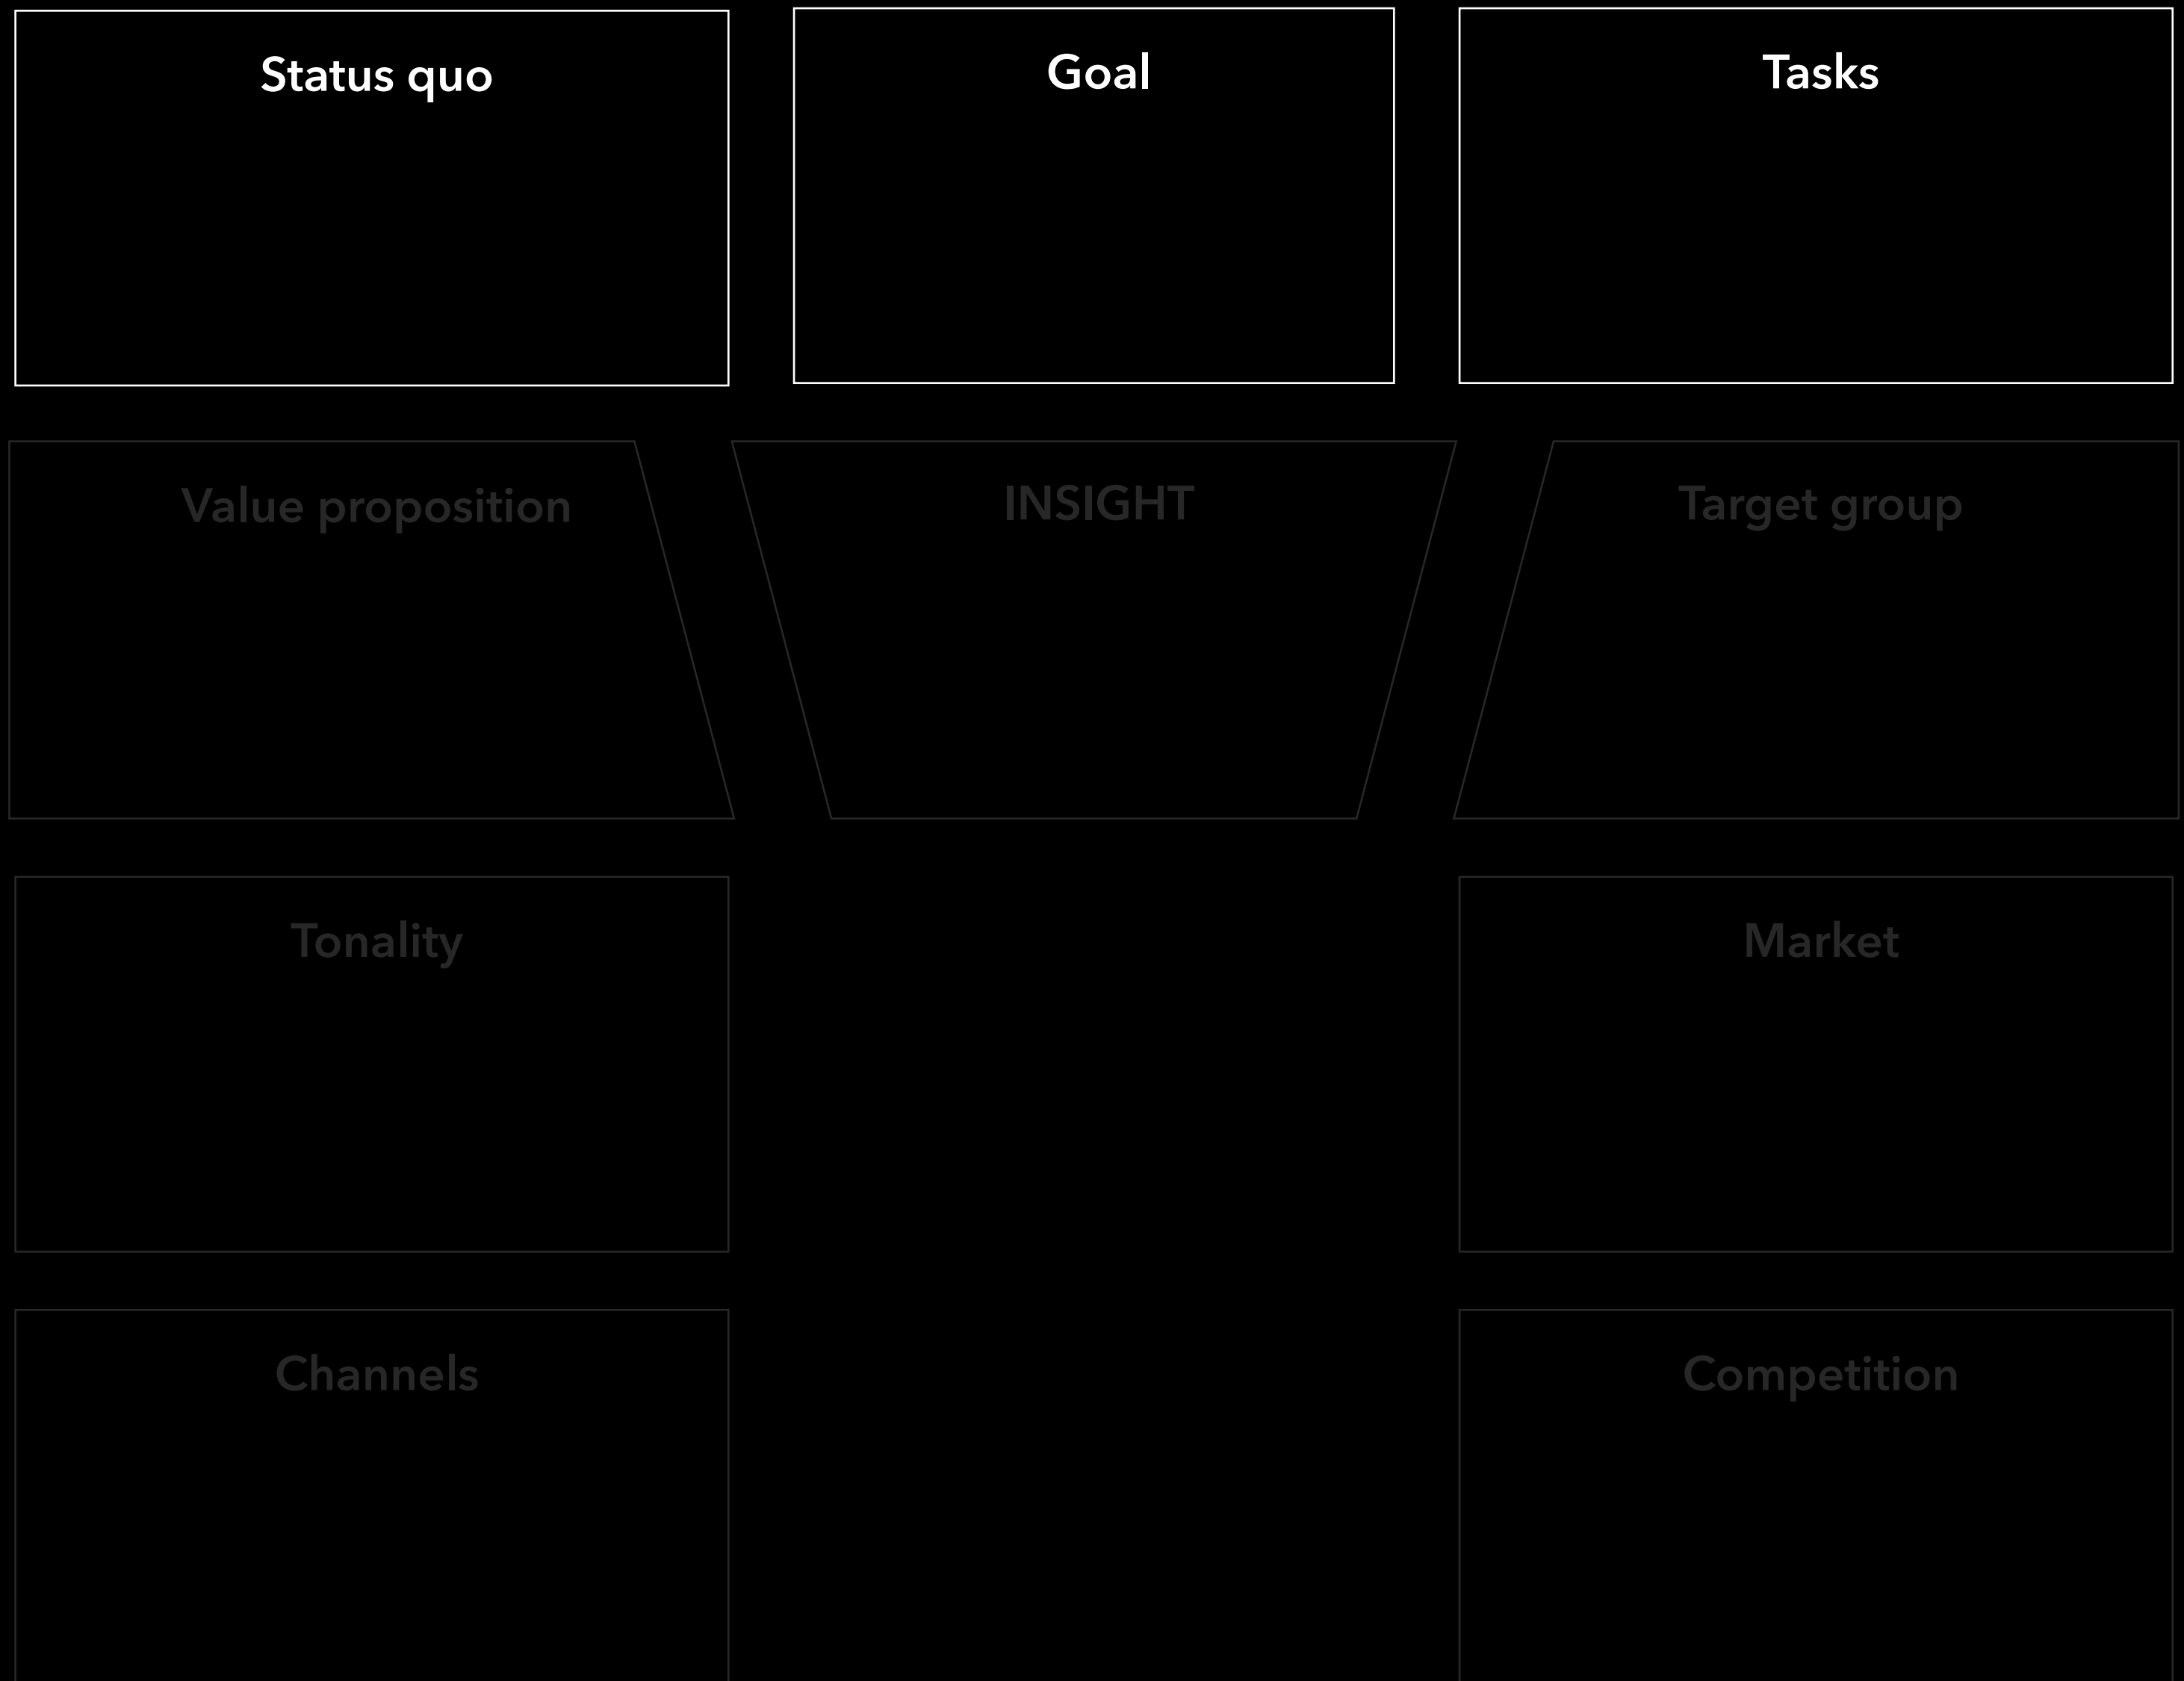 Status quo
Goal
Tasks
Value proposition
INSIGHT
Target group
Tonality
Market
Channels
Competition